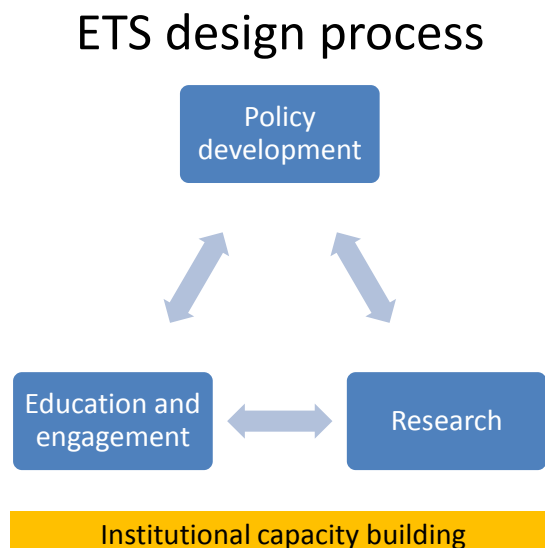 ETS design process
Policy
development
Education and
engagement
Research
Institutional capacity building